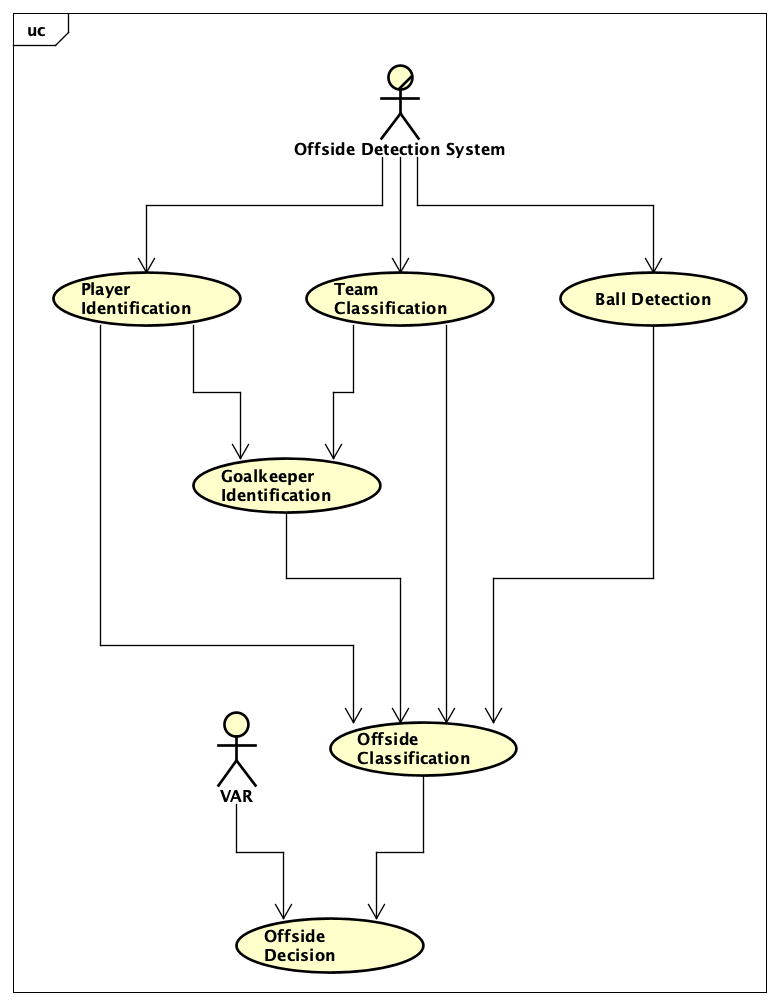 uc
Offside Detection System
Player
Identification
Team
Classification
Ball Detection
Goalkeeper
Identification
Offside
Classification
VAR
Offside
Decision